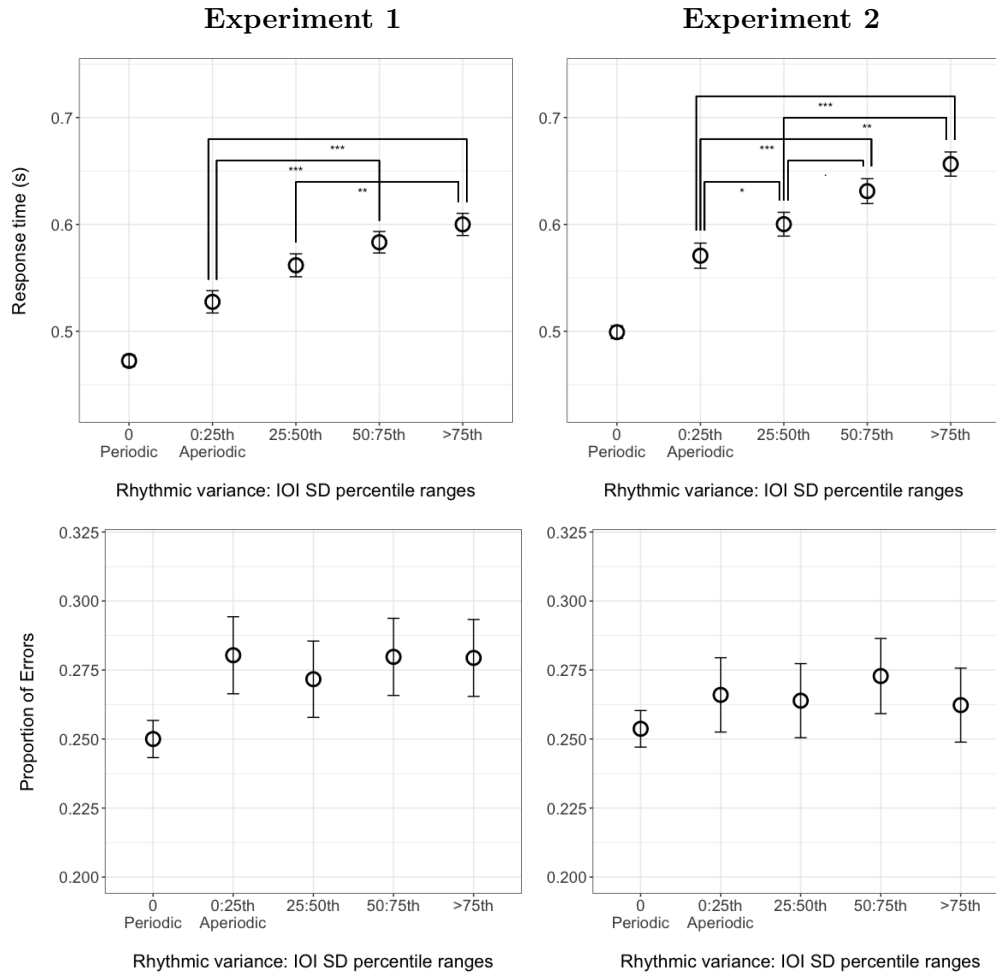 Experiment 1
Experiment 2
Response time (s)
0.7
0.6
0.5
***
***
**
0 0:25th 25:50th 50:75th >75th
Periodic Aperiodic
Rhythmic variance: IOI SD percentile ranges
0.7
0.6
0.5
***
**
***
.
*
0 0:25th 25:50th 50:75th >75th
Periodic Aperiodic
Rhythmic variance: IOI SD percentile ranges
Proportion of Errors
0.325
0.300
0.275
0.250
0.225
0.200
0 0:25th 25:50th 50:75th >75th
Periodic Aperiodic
Rhythmic variance: IOI SD percentile ranges
0.325
0.300
0.275
0.250
0.225
0.200
0 0:25th 25:50th 50:75th >75th
Periodic Aperiodic
Rhythmic variance: IOI SD percentile ranges